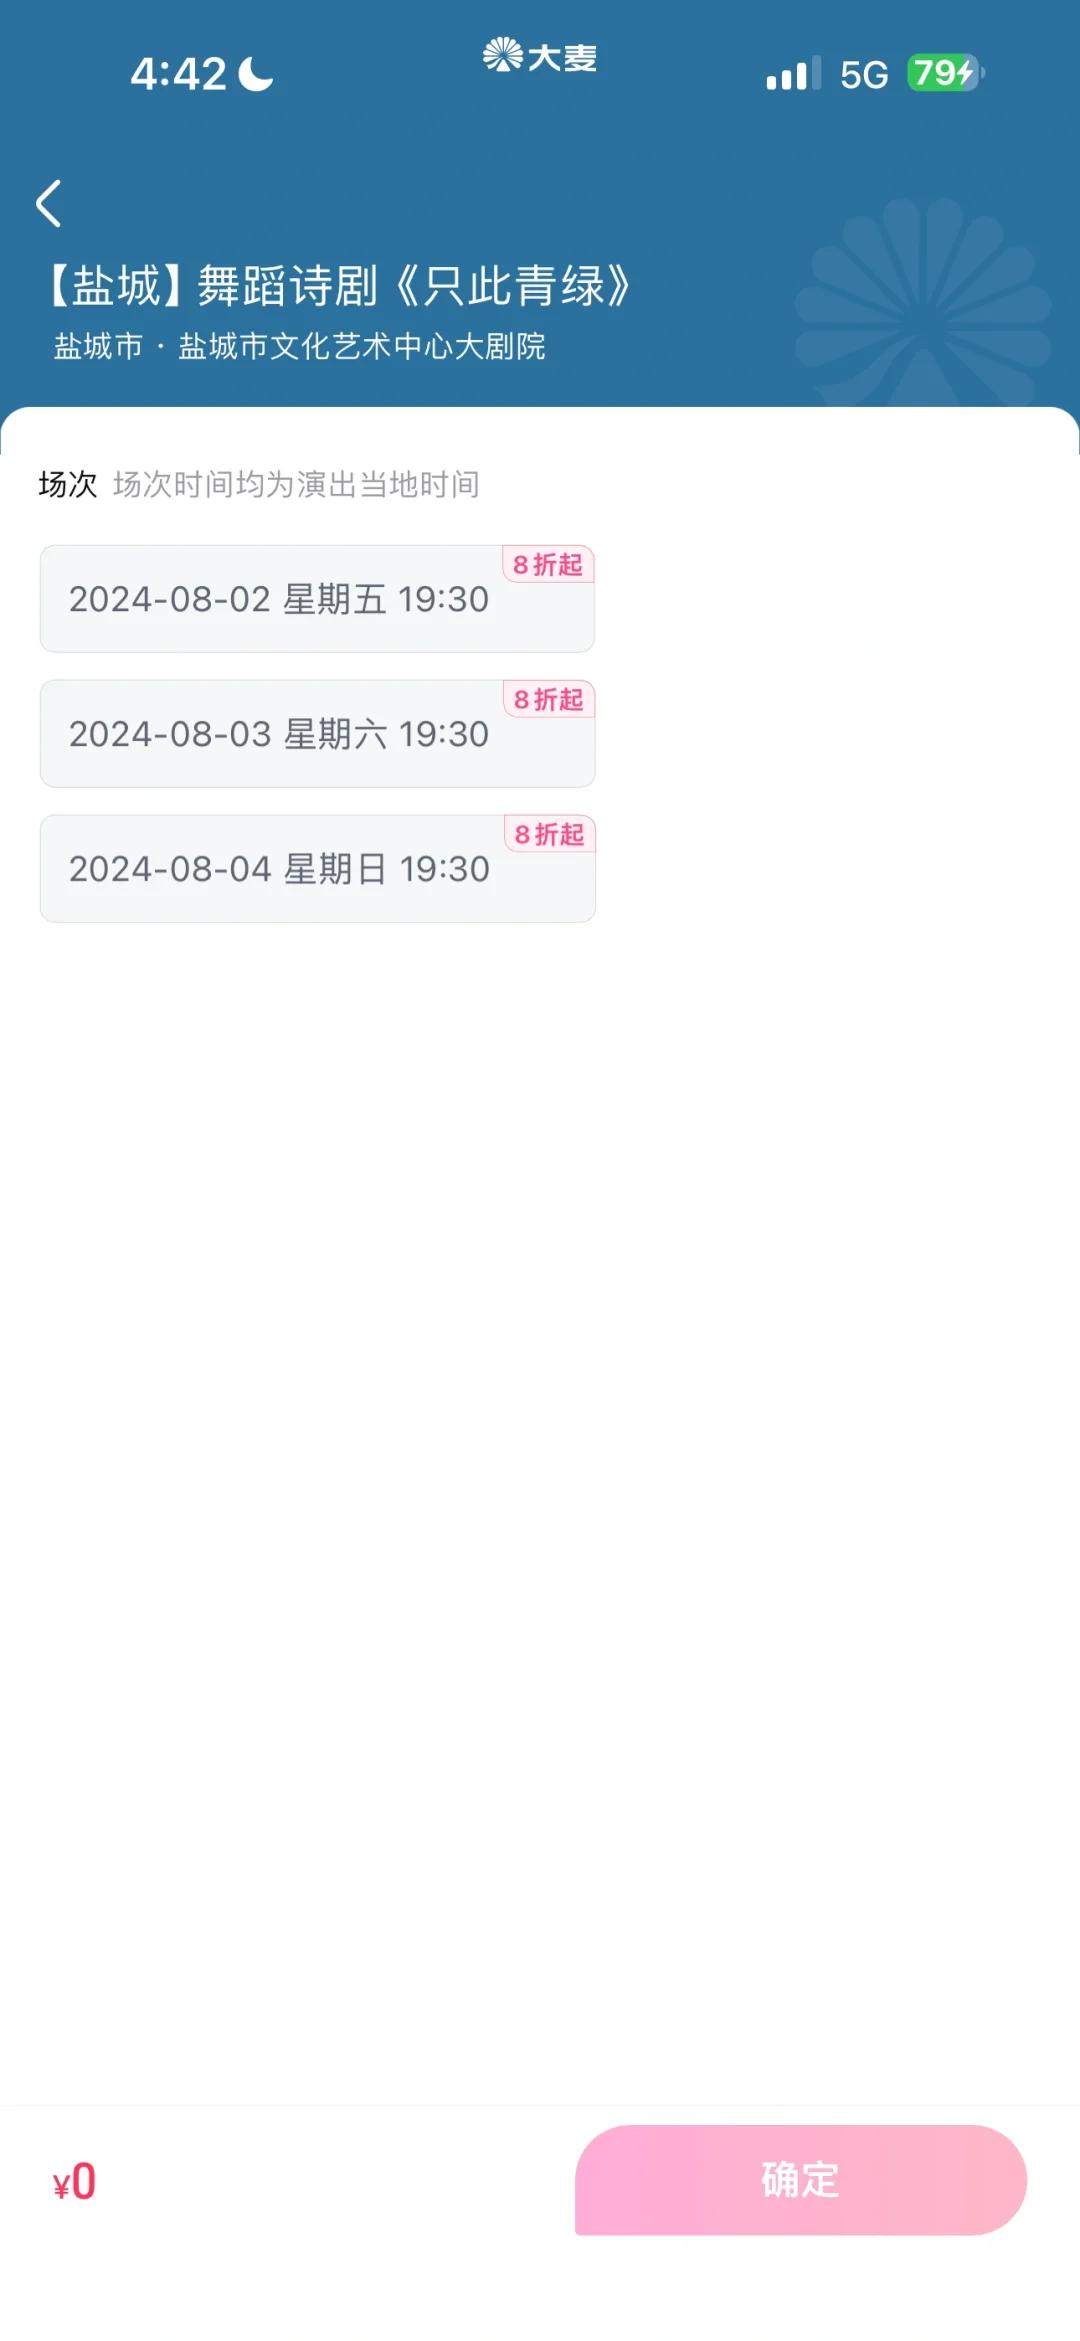 4:42
大麦
5G
79
【盐城】舞蹈诗剧《只此青绿》
盐城市 · 盐城市文化艺术中心大剧院
场次 场次时间均为演出当地时间
8折起
2024-08-02 星期五 19:30
8折起
2024-08-03 星期六 19:30
8折起
2024-08-04 星期日 19:30
¥0
确定